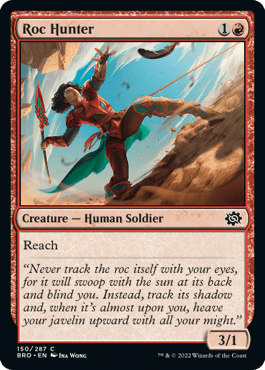 Roc Hunter 1
Creature — Human Soldier
Reach
“Never track the roc itself with your eyes,
for it will swoop with the sun at its back
and blind you. Instead, track its shadow
and, when it’s almost upon you, heave
your javelin upward with all your might.”
3/1
150/287 C
BRO • EN Ina Wong
™ & © 2022 Wizards of the Coast